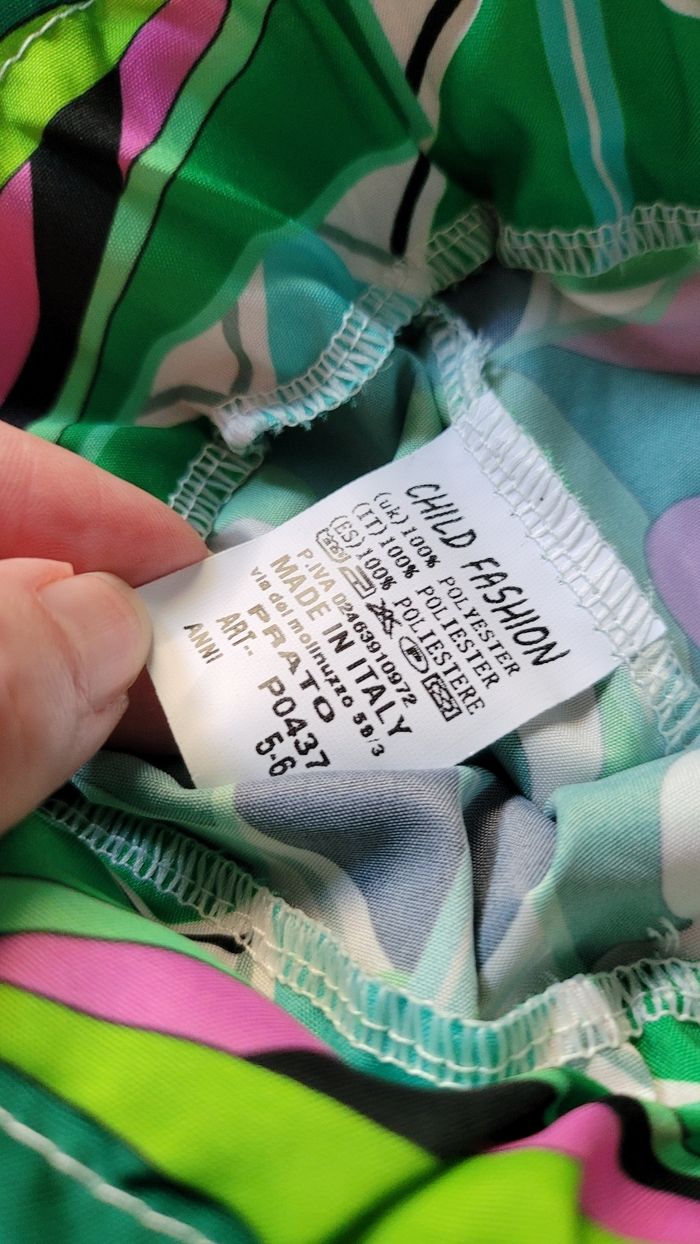 CHILD FASHION
(uk) 100% POLYESTER
(IT) 100% POLIESTER
(ES) 100% POLIESTERE
P.IVA 02463910972
MADE IN ITALY
via dei molinuzzo 58/3
PRATO
ART-- P0437
ANNI 5-6